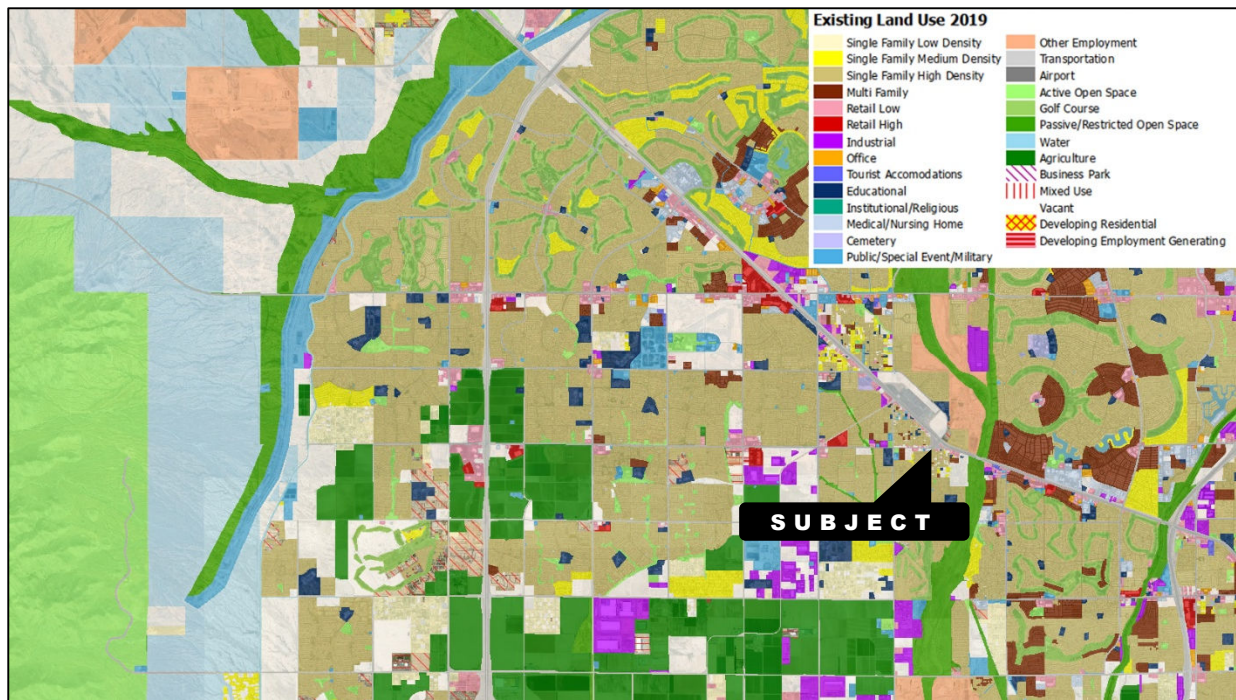 Existing Land Use 2019
Single Family Low Density
Single Family Medium Density
Single Family High Density
Multi Family
Retail Low
Retail High
Industrial
Office
Tourist Accomodations
Educational
Institutional/Religious
Medical/Nursing Home
Cemetery
Public/Special Event/Military
Other Employment
Transportation
Airport
Active Open Space
Golf Course
Passive/Restricted Open Space
Water
Agriculture
Business Park
Mixed Use
Vacant
Developing Residential
Developing Employment Generating
SUBJECT